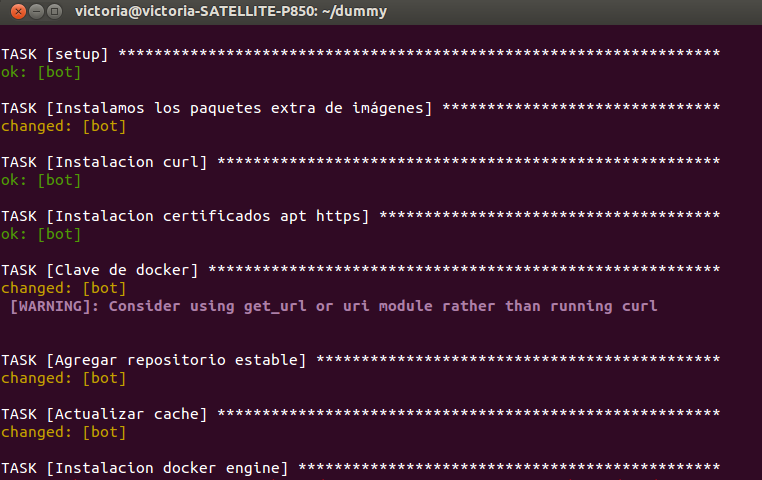 victoria@victoria-SATELLITE-P850: ~/dummy
TASK [setup] *******************************************************************
ok: [bot]
TASK [Instalamos los paquetes extra de imágenes] *******************************
changed: [bot]
TASK [Instalacion curl] ********************************************************
ok: [bot]
TASK [Instalacion certificados apt https] **************************************
ok: [bot]
TASK [Clave de docker] *********************************************************
changed: [bot]
[WARNING]: Consider using get_url or uri module rather than running curl
TASK [Agregar repositorio estable] *********************************************
changed: [bot]
TASK [Actualizar cache] ********************************************************
changed: [bot]
TASK [Instalacion docker engine] ***********************************************